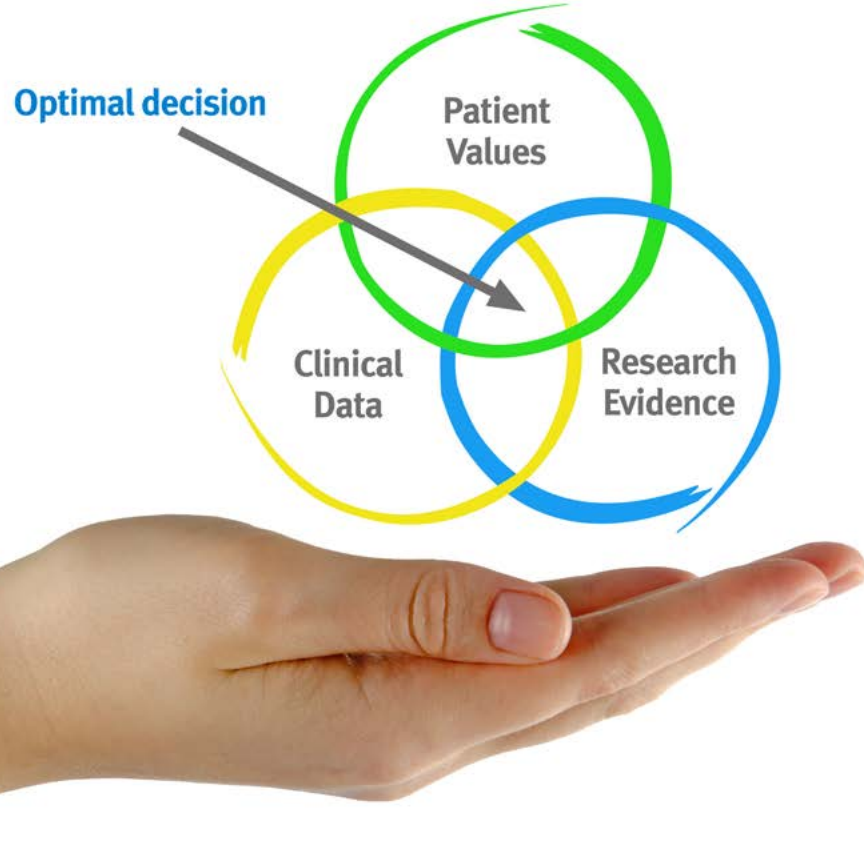 Optimal decision
Patient
Values
Clinical
Data
Research
Evidence